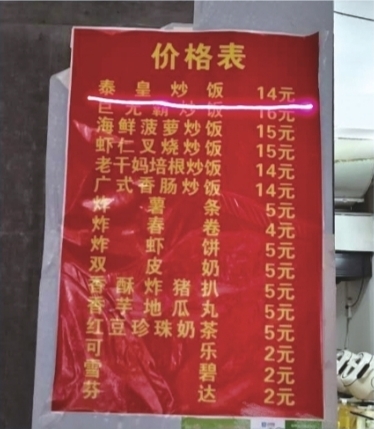 价格表
泰皇炒饭 14元
巨无霸炒饭 16元
海鲜菠萝炒饭 15元
虾仁叉烧炒饭 15元
老干妈培根炒饭 14元
广式香肠炒饭 14元
炸薯条 5元
炸春卷 4元
炸虾饼 5元
双皮奶 5元
香酥炸猪扒 5元
香芋地瓜丸 5元
红豆珍珠奶茶 5元
可乐 2元
雪碧 2元
芬达 2元